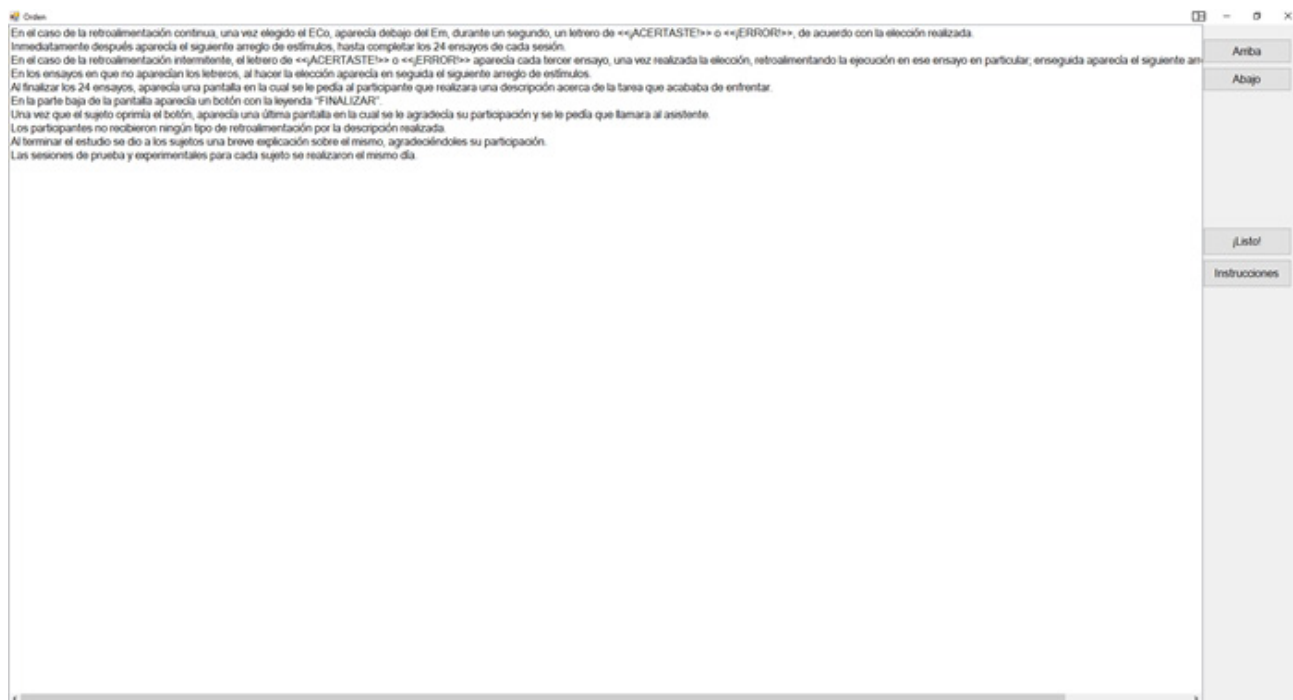 Orden
En el caso de la retroalimentación continua, una vez elegido el ECo, aparecía debajo del Em, durante un segundo, un letrero de <<¡ACERTASTE!>> o <<¡ERROR!>>, de acuerdo con la elección realizada.
Inmediatamente después aparecía el siguiente arreglo de estímulos, hasta completar los 24 ensayos de cada sesión.
En el caso de la retroalimentación intermitente, el letrero de <<¡ACERTASTE!>> o <<¡ERROR!>> aparecía cada tercer ensayo, una vez realizada la elección, retroalimentando la ejecución en ese ensayo en particular; enseguida aparecía el siguiente arr
En los ensayos en que no aparecían los letreros, al hacer la elección aparecía en seguida el siguiente arreglo de estímulos.
Al finalizar los 24 ensayos, aparecía una pantalla en la cual se le pedía al participante que realizara una descripción acerca de la tarea que acababa de enfrentar.
En la parte baja de la pantalla aparecía un botón con la leyenda "FINALIZAR".
Una vez que el sujeto oprimía el botón, aparecía una última pantalla en la cual se le agradecía su participación y se le pedía que llamara al asistente.
Los participantes no recibieron ningún tipo de retroalimentación por la descripción realizada.
Al terminar el estudio se dio a los sujetos una breve explicación sobre el mismo, agradeciéndoles su participación.
Las sesiones de prueba y experimentales para cada sujeto se realizaron el mismo día.
Arriba
Abajo
¡Listo!
Instrucciones